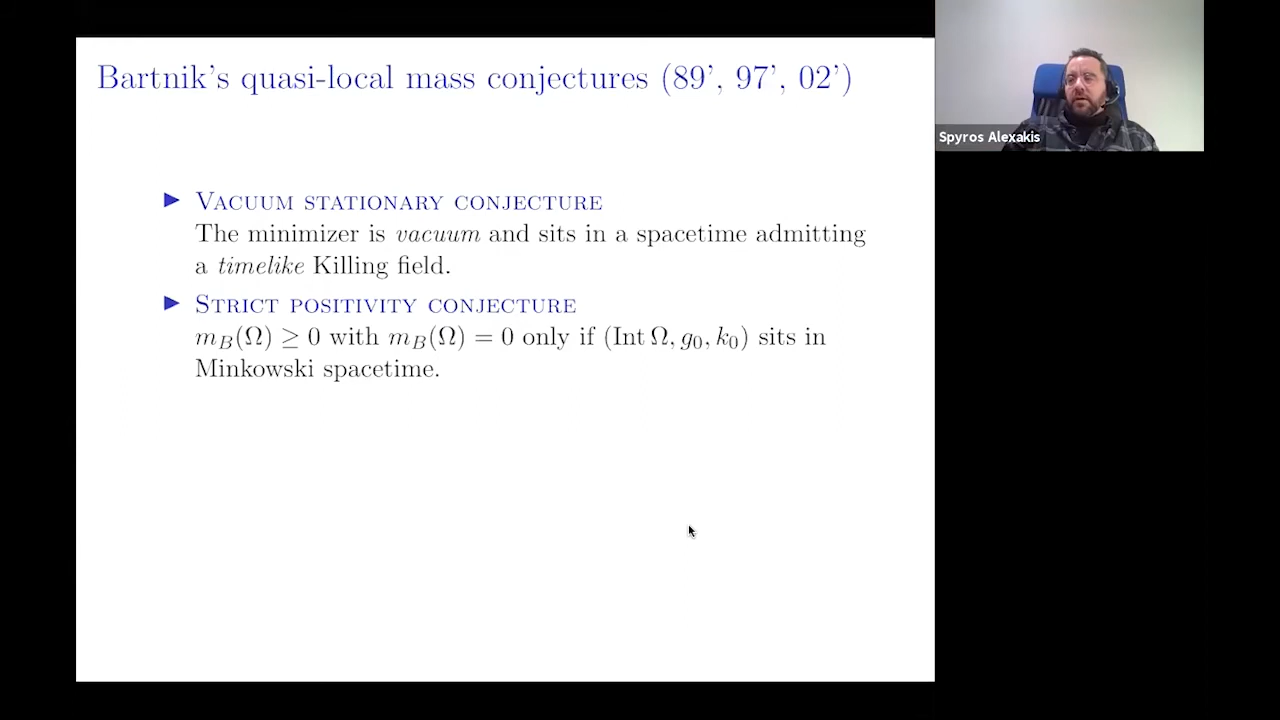 Bartnik's quasi-local mass conjectures (89', 97', 02')
Spyros Alexakis
▶ Vacuum stationary conjecture
The minimizer is vacuum and sits in a spacetime admitting
a timelike Killing field.
▶ Strict positivity conjecture
m_B(Ω) ≥ 0 with m_B(Ω) = 0 only if (Int Ω, g₀, k₀) sits in
Minkowski spacetime.